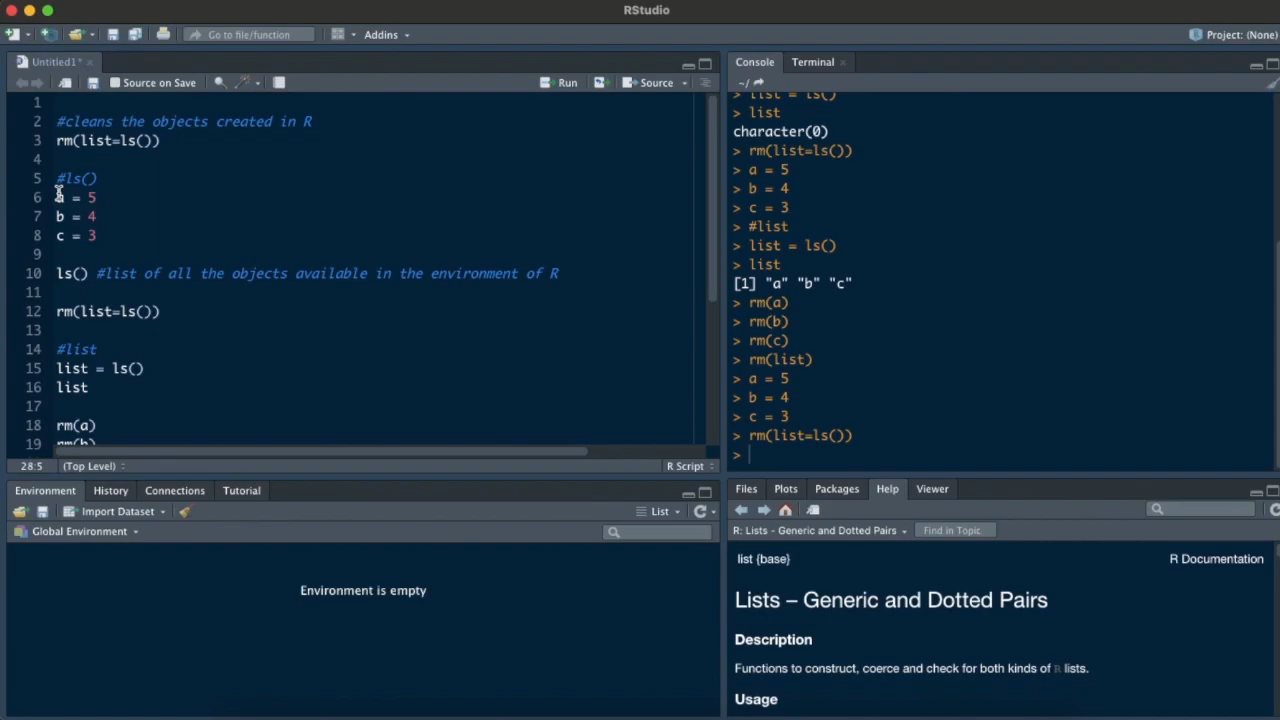 RStudio
Go to file/function
Addins
Project: (None)
Untitled1*
Source on Save
Run
Source
1
2 #cleans the objects created in R
3 rm(list=ls())
4
5 #ls()
6 a = 5
7 b = 4
8 c = 3
9
10 ls() #list of all the objects available in the environment of R
11
12 rm(list=ls())
13
14 #list
15 list = ls()
16 list
17
18 rm(a)
19 rm(b)
28:5 (Top Level) R Script
Console Terminal
~/
> list = ls()
> list
character(0)
> rm(list=ls())
> a = 5
> b = 4
> c = 3
> #list
> list = ls()
> list
[1] "a" "b" "c"
> rm(a)
> rm(b)
> rm(c)
> rm(list)
> a = 5
> b = 4
> c = 3
> rm(list=ls())
>
Environment History Connections Tutorial
Import Dataset List
Global Environment
Environment is empty
Files Plots Packages Help Viewer
R: Lists - Generic and Dotted Pairs Find in Topic
list {base} R Documentation
Lists – Generic and Dotted Pairs
Description
Functions to construct, coerce and check for both kinds of R lists.
Usage